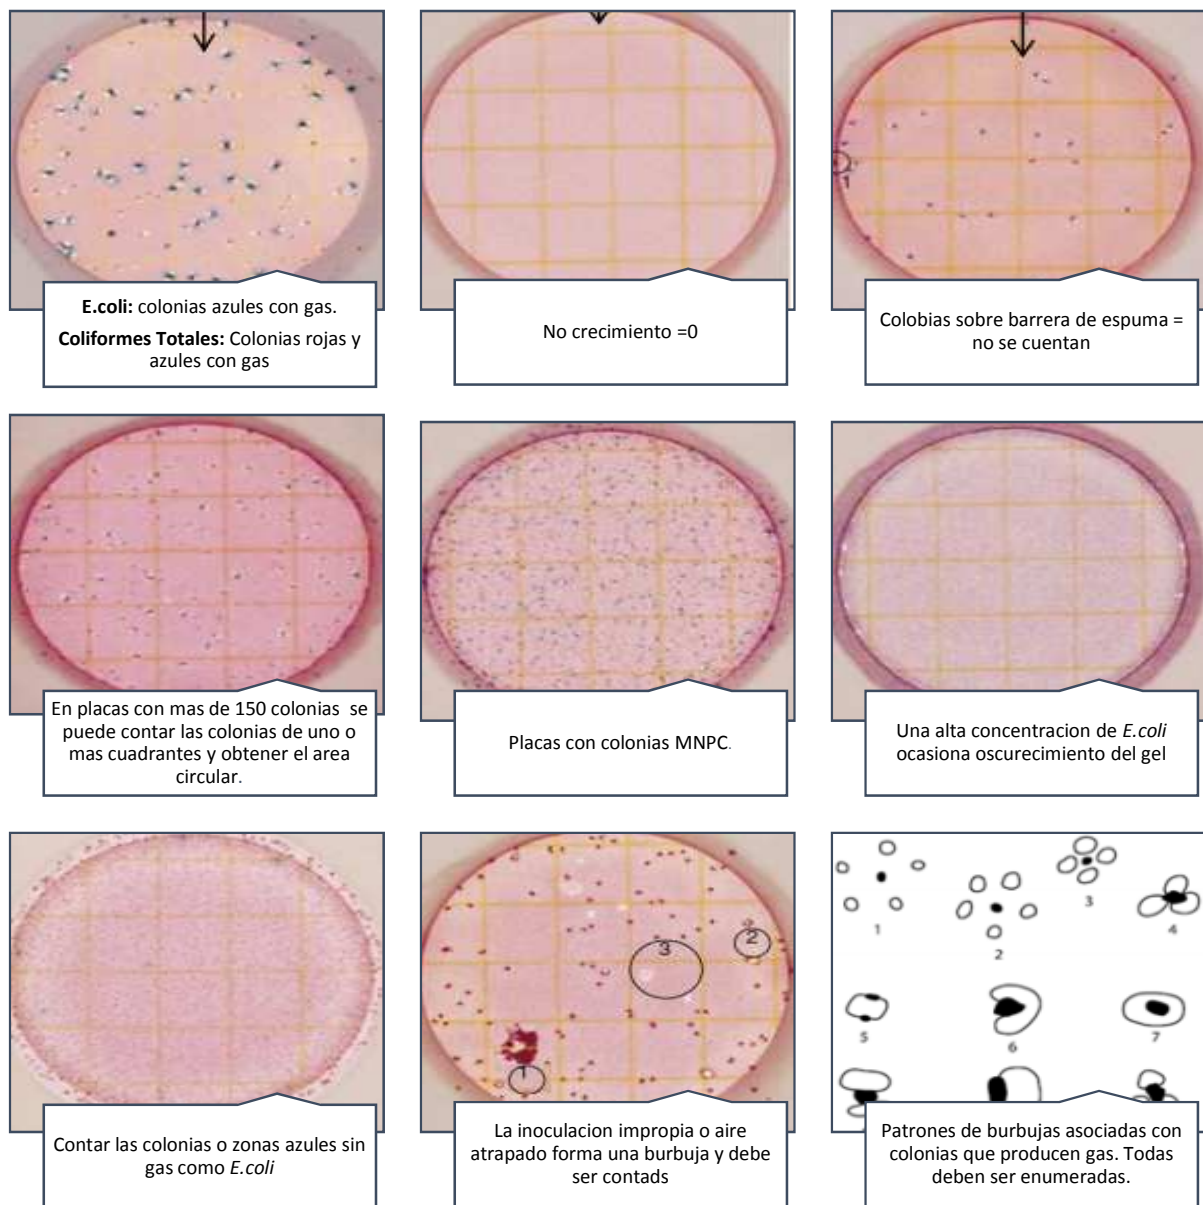 1
E.coli: colonias azules con gas.
Coliformes Totales: Colonias rojas y
azules con gas
No crecimiento =0
Colobias sobre barrera de espuma =
no se cuentan
En placas con mas de 150 colonias se
puede contar las colonias de uno o
mas cuadrantes y obtener el area
circular.
Placas con colonias MNPC.
Una alta concentracion de E.coli
ocasiona oscurecimiento del gel
3
2
1
1
2
3
4
5
6
7
Contar las colonias o zonas azules sin
gas como E.coli
La inoculacion impropia o aire
atrapado forma una burbuja y debe
ser contads
Patrones de burbujas asociadas con
colonias que producen gas. Todas
deben ser enumeradas.